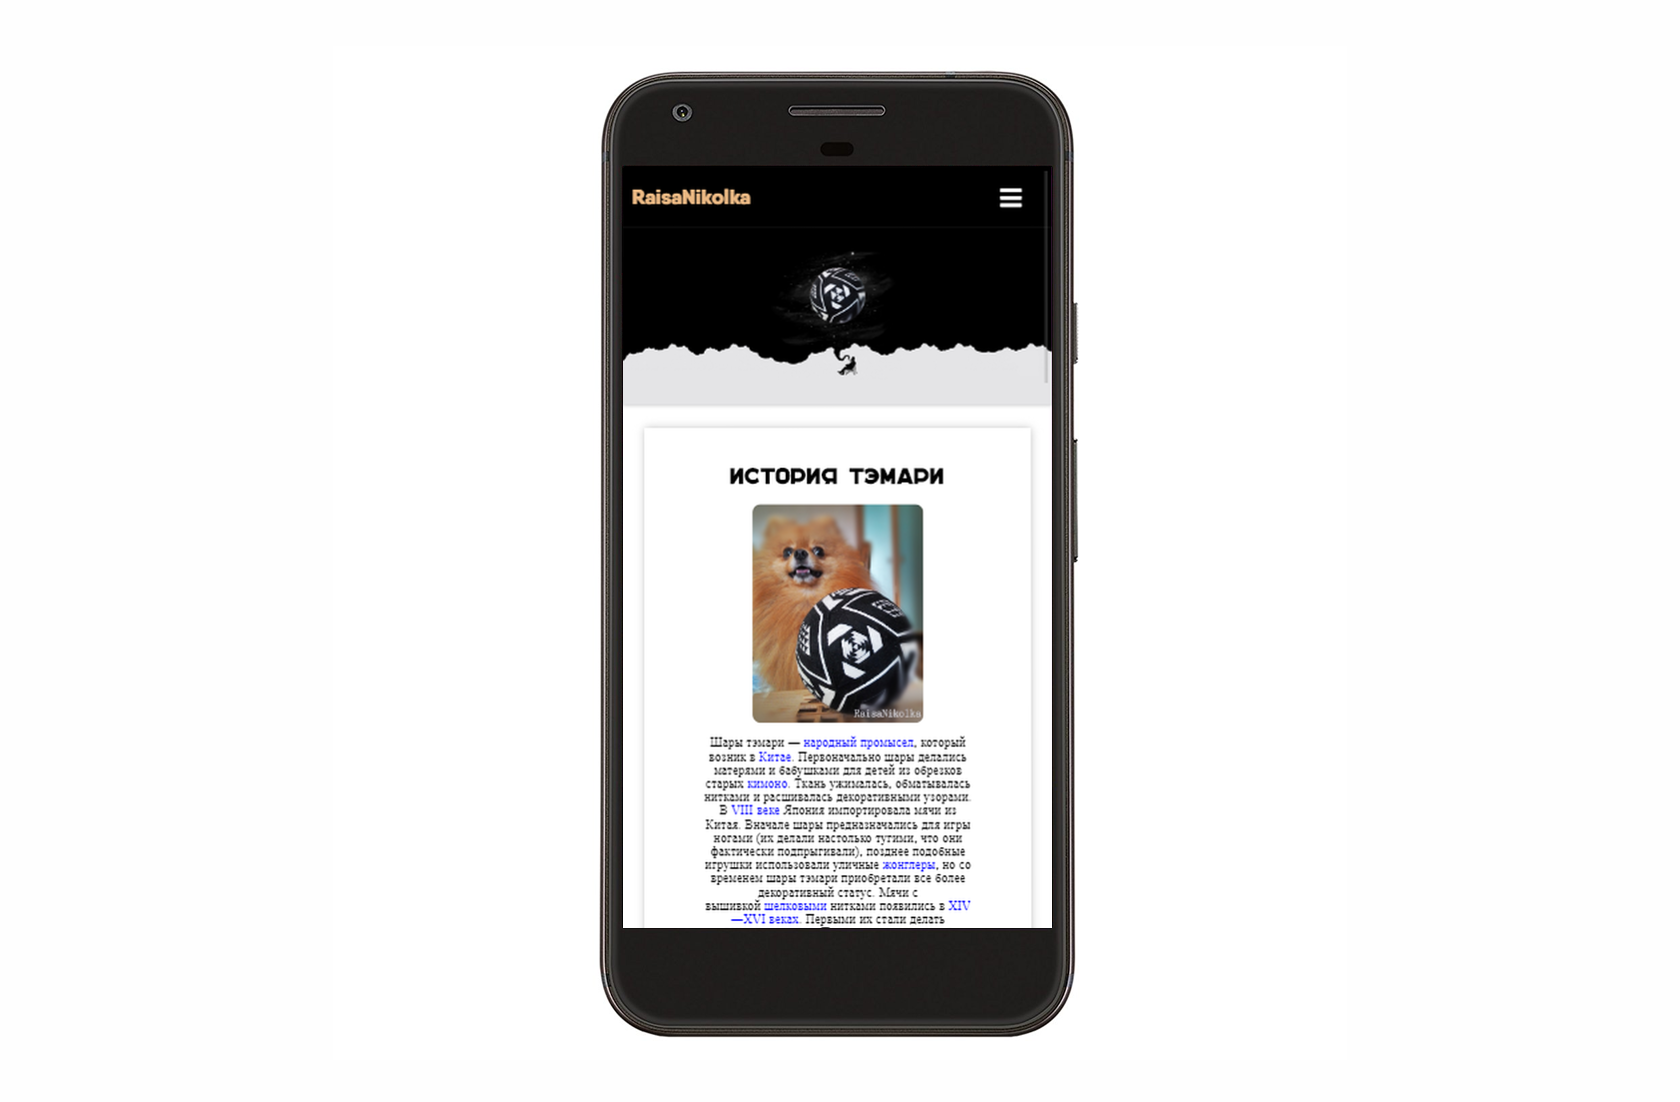 RaisaNikolka
ИСТОРИЯ ТЭМАРИ
RaisaNikolka
Шары тэмари — народный промысел, который
возник в Китае. Первоначально шары делались
матерями и бабушками для детей из обрезков
старых кимоно. Ткань ужималась, обматывалась
нитками и расшивалась декоративными узорами.
В VIII веке Япония импортировала мячи из
Китая. Вначале шары предназначались для игры
ногами (их делали настолько тугими, что они
фактически подпрыгивали), позднее подобные
игрушки использовали уличные жонглеры, но со
временем шары тэмари приобретали все более
декоративный статус. Мячи с
вышивкой шелковыми нитками появились в XIV
—XVI веках. Первыми их стали делать